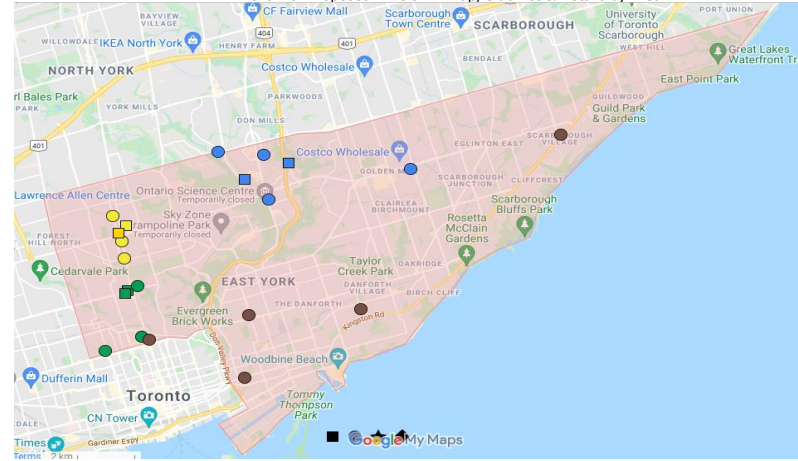 BAYVIEW
VILLAGE
CF Fairview Mall
Scarborough
Town Centre
SCARBOROUGH
University
of Toronto
Scarborough
PORT UNION
WILLOWDALE
IKEA North York
404
HENRY FARM
401
WEST HILL
Great Lakes
Waterfront Tr
BENDALE
Costco Wholesale
NORTH YORK
East Point Park
rl Bales Park
PARK
YORK MILLS
PARKWOODS
GUILDWOOD
Guild Park
& Gardens
DON MILLS
401
EGLINTON EAST
SCARBOROUGH
VILLAGE
Costco Wholesale
GOLDEN
Lawrence Allen Centre
Ontario Science Centre
Temporarily closed
SCARBOROUGH
JUNCTION
CLIFFCREST
CLAIRLEA
BIRCHMOUNT
Scarborough
Bluffs Park
Sky Zone
Trampoline Park
Temporarily closed
Rosetta
McClain
Gardens
FOREST
HILL NORTH
Cedarvale Park
Taylor
Creek Park
OAKRIDGE
EAST YORK
DANFORTH
VILLAGE
BIRCH CLIFF
THE DANFORTH
Evergreen
Brick Works
Kingston Rd
Don Valley Pkwy
Woodbine Beach
Dufferin Mall
Toronto
Tommy
Thompson
Park
CN Tower
DALE
Times
Gardiner Expy
Google My Maps
Terms
2 km